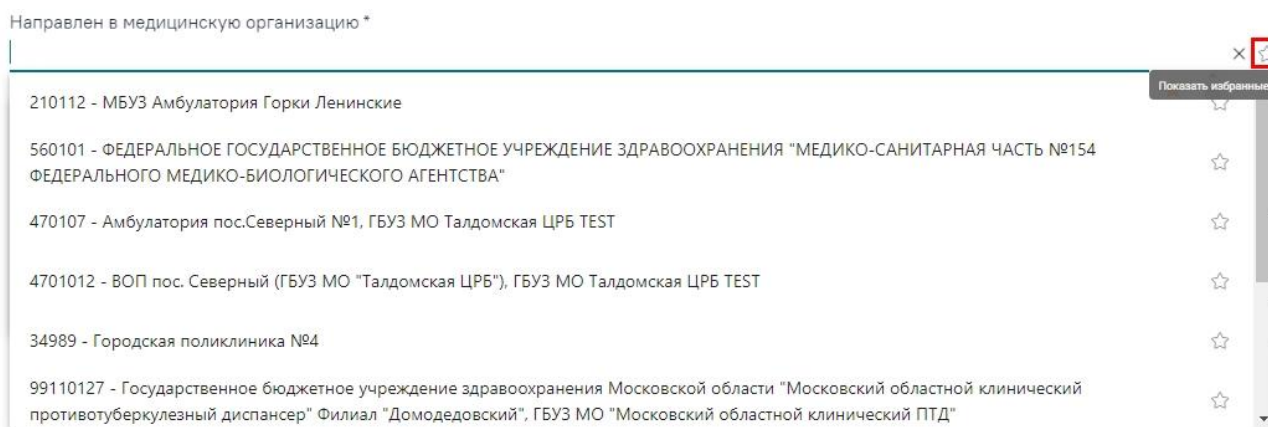 Направлен в медицинскую организацию *
Показать избранные
210112 - МБУЗ Амбулатория Горки Ленинские
560101 - ФЕДЕРАЛЬНОЕ ГОСУДАРСТВЕННОЕ БЮДЖЕТНОЕ УЧРЕЖДЕНИЕ ЗДРАВООХРАНЕНИЯ "МЕДИКО-САНИТАРНАЯ ЧАСТЬ №154
ФЕДЕРАЛЬНОГО МЕДИКО-БИОЛОГИЧЕСКОГО АГЕНТСТВА"
470107 - Амбулатория пос.Северный №1, ГБУЗ МО Талдомская ЦРБ TEST
4701012 - ВОП пос. Северный (ГБУЗ МО "Талдомская ЦРБ"), ГБУЗ МО Талдомская ЦРБ TEST
34989 - Городская поликлиника №4
99110127 - Государственное бюджетное учреждение здравоохранения Московской области "Московский областной клинический
противотуберкулезный диспансер" Филиал "Домодедовский", ГБУЗ МО "Московский областной клинический ПТД"